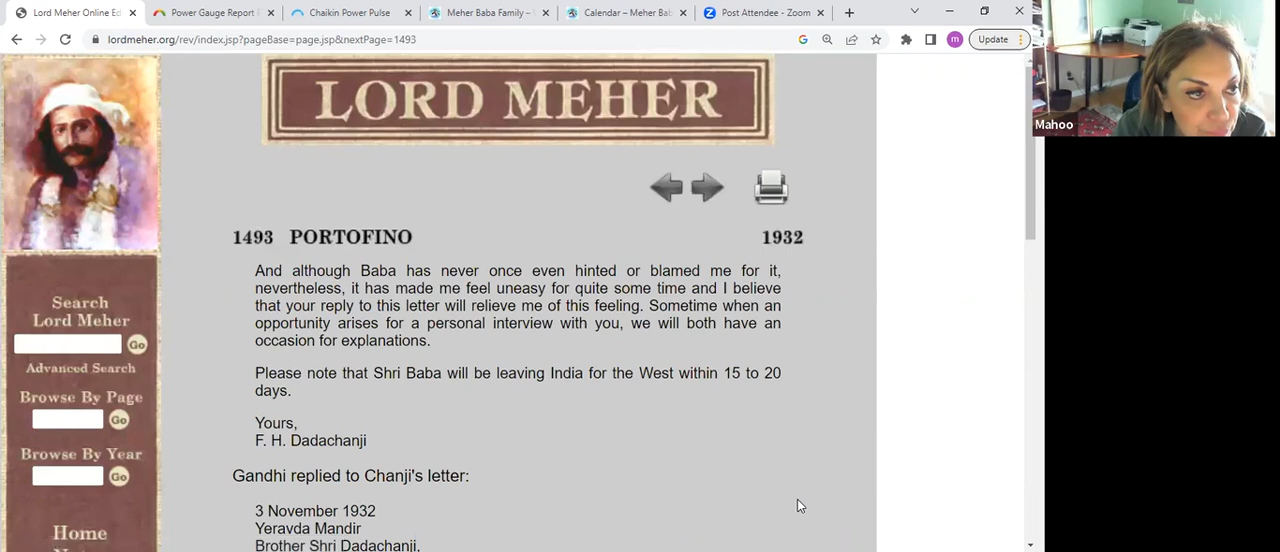 Lord Meher Online Ed
Power Gauge Report
Chaikin Power Pulse
Meher Baba Family –
Calendar – Meher Bab
Post Attendee - Zoom
lordmeher.org/rev/index.jsp?pageBase=page.jsp&nextPage=1493
m
Update
Mahoo
LORD MEHER
1493 PORTOFINO 1932
And although Baba has never once even hinted or blamed me for it,
nevertheless, it has made me feel uneasy for quite some time and I believe
that your reply to this letter will relieve me of this feeling. Sometime when an
opportunity arises for a personal interview with you, we will both have an
occasion for explanations.
Please note that Shri Baba will be leaving India for the West within 15 to 20
days.
Yours,
F. H. Dadachanji
Gandhi replied to Chanji's letter:
3 November 1932
Yeravda Mandir
Brother Shri Dadachanji,
Search
Lord Meher
Go
Advanced Search
Browse By Page
Go
Browse By Year
Go
Home